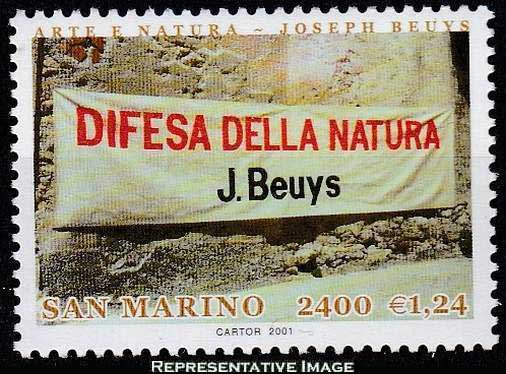 ARTE E NATURA ~ JOSEPH BEUYS
DIFESA DELLA NATURA
J. Beuys
SAN MARINO 2400 €1,24
CARTOR 2001
REPRESENTATIVE IMAGE